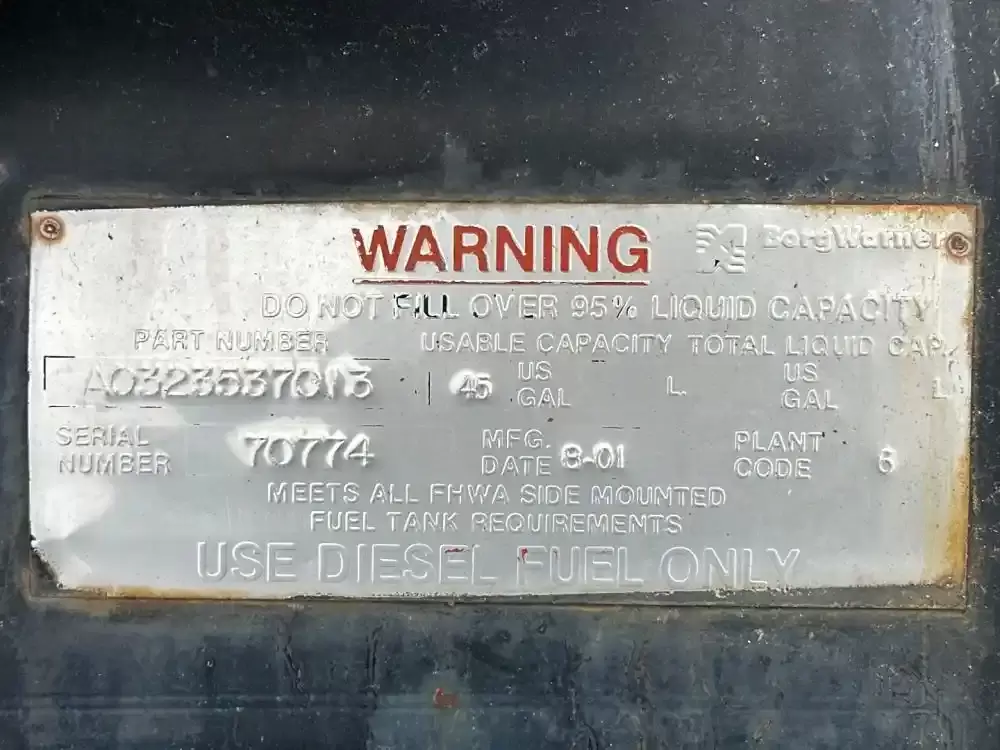 WARNING BorgWarner
DO NOT FILL OVER 95% LIQUID CAPACITY
PART NUMBER USABLE CAPACITY TOTAL LIQUID CAP.
45 US GAL L. US GAL L.
SERIAL NUMBER 70774 MFG. DATE 8-01 PLANT CODE 6
MEETS ALL FHWA SIDE MOUNTED
FUEL TANK REQUIREMENTS
USE DIESEL FUEL ONLY